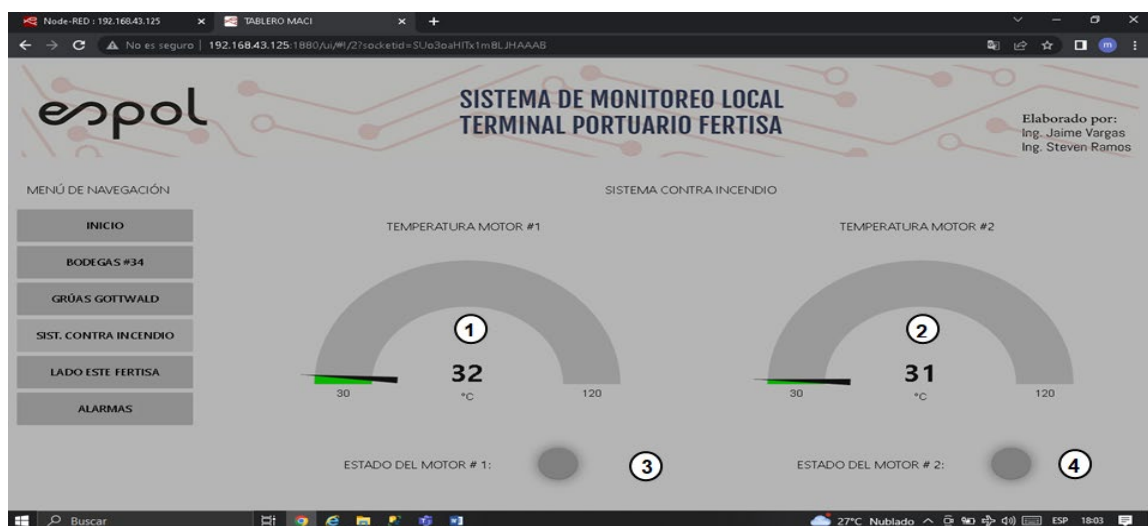 Node-RED : 192.168.43.125
TABLERO MACI
No es seguro
192.168.43.125:1880/ui/#!/2?socketid=SUo3oaHITx1m8LJHAAAB
m
espol
SISTEMA DE MONITOREO LOCAL
TERMINAL PORTUARIO FERTISA
Elaborado por:
Ing. Jaime Vargas
Ing. Steven Ramos
MENÚ DE NAVEGACIÓN
INICIO
BODEGAS #34
GRÚAS GOTTWALD
SIST. CONTRA INCENDIO
LADO ESTE FERTISA
ALARMAS
SISTEMA CONTRA INCENDIO
TEMPERATURA MOTOR #1
1
32
°C
30
120
TEMPERATURA MOTOR #2
2
31
°C
30
120
ESTADO DEL MOTOR # 1:
3
ESTADO DEL MOTOR # 2:
4
Buscar
27°C Nublado
ESP
18:03